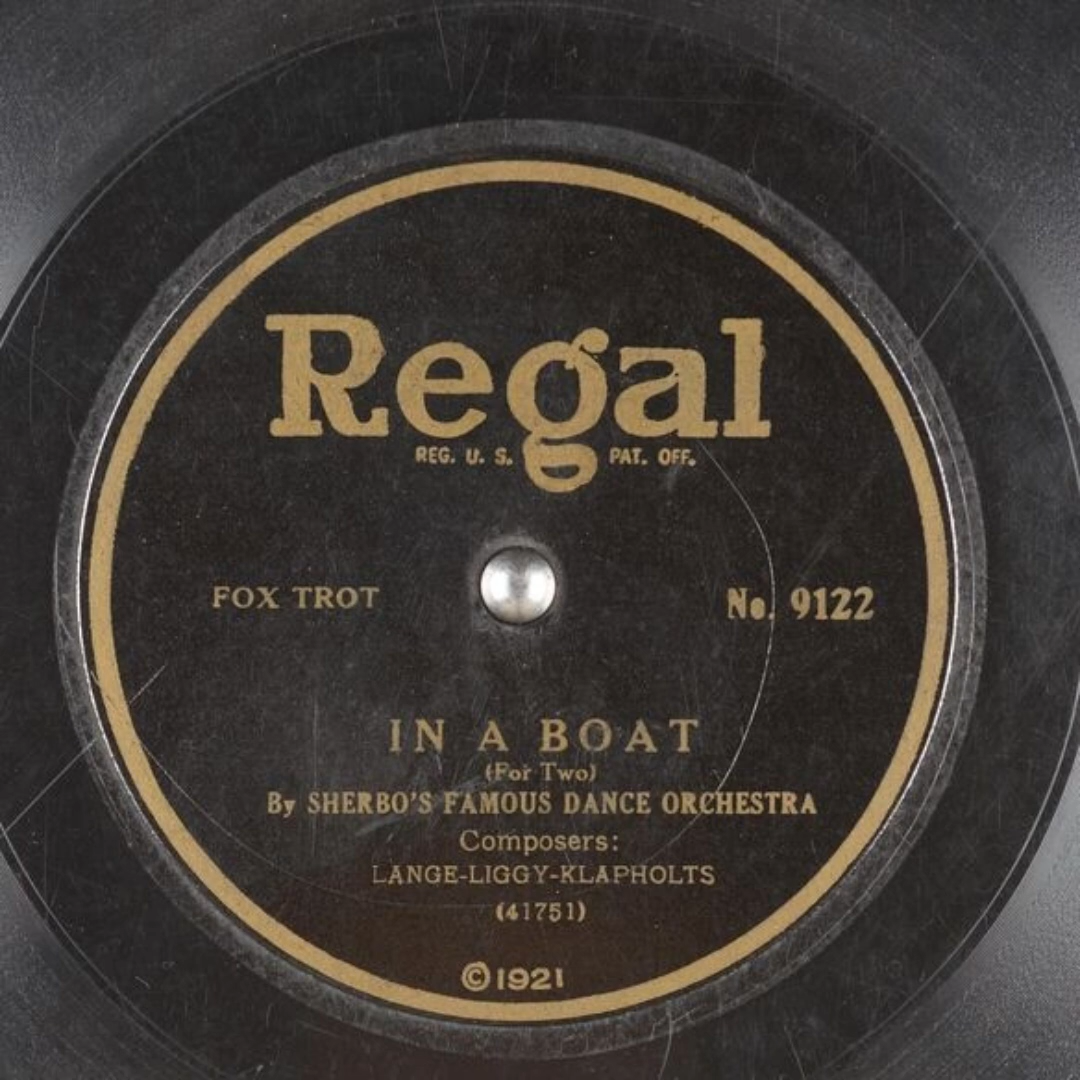 Regal
REG. U. S. PAT. OFF.
FOX TROT
No. 9122
IN A BOAT
(For Two)
By SHERBO'S FAMOUS DANCE ORCHESTRA
Composers:
LANGE-LIGGY-KLAPHOLTS
(41751)
©1921